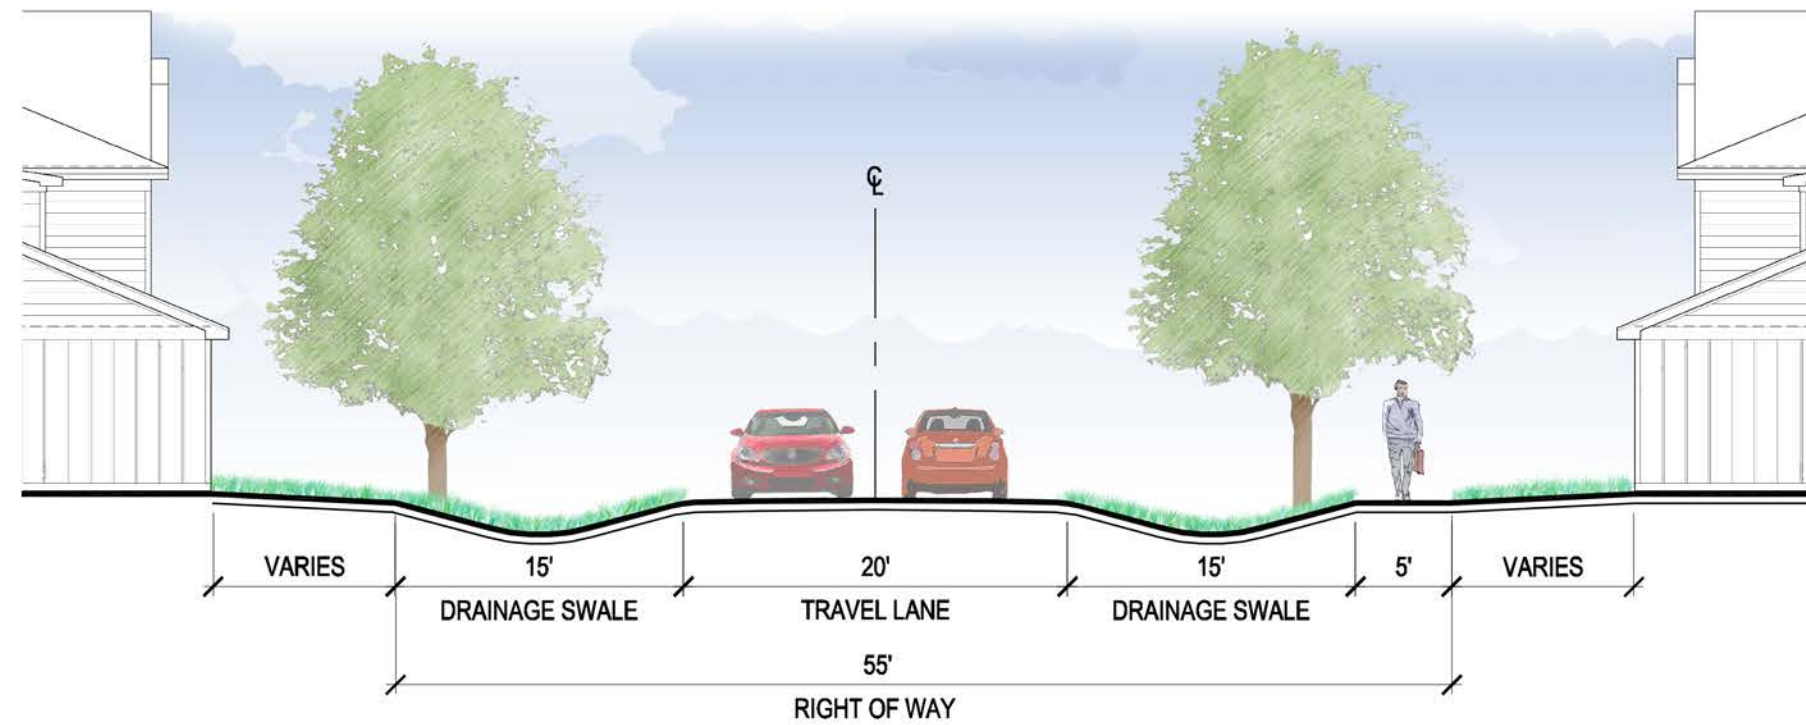 ℄
VARIES
15'
20'
15'
5'
VARIES
DRAINAGE SWALE
TRAVEL LANE
DRAINAGE SWALE
55'
RIGHT OF WAY